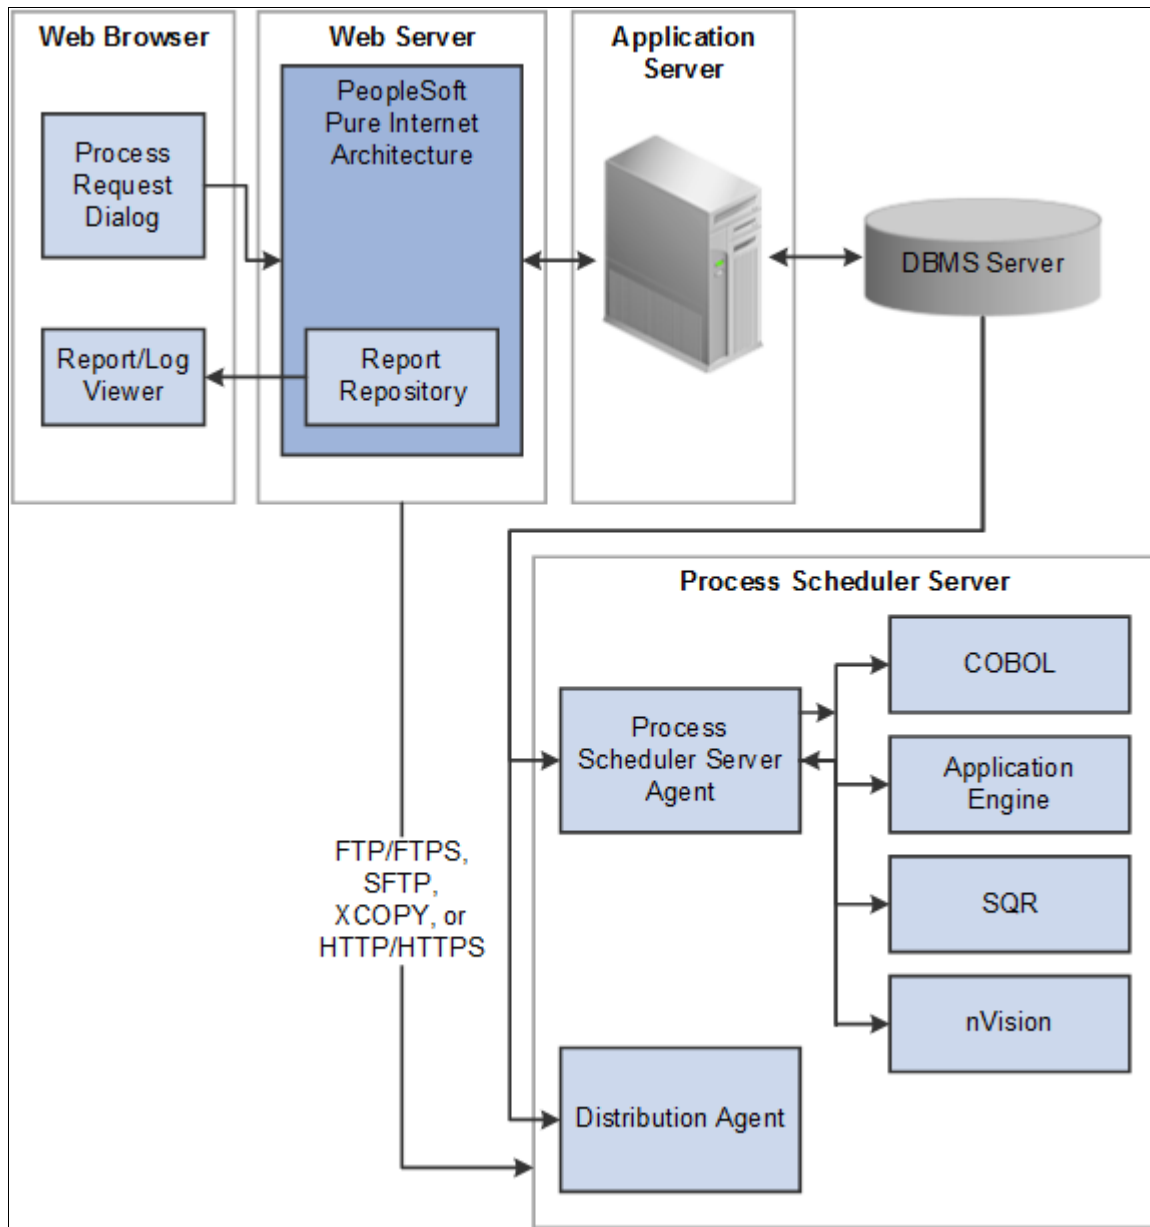 Web Browser
Web Server
Application
Server
Process
Request
Dialog
PeopleSoft
Pure Internet
Architecture
DBMS Server
Report/Log
Viewer
Report
Repository
Process Scheduler Server
COBOL
Process
Scheduler Server
Agent
Application
Engine
FTP/FTPS,
SFTP,
XCOPY, or
HTTP/HTTPS
SQR
nVision
Distribution Agent